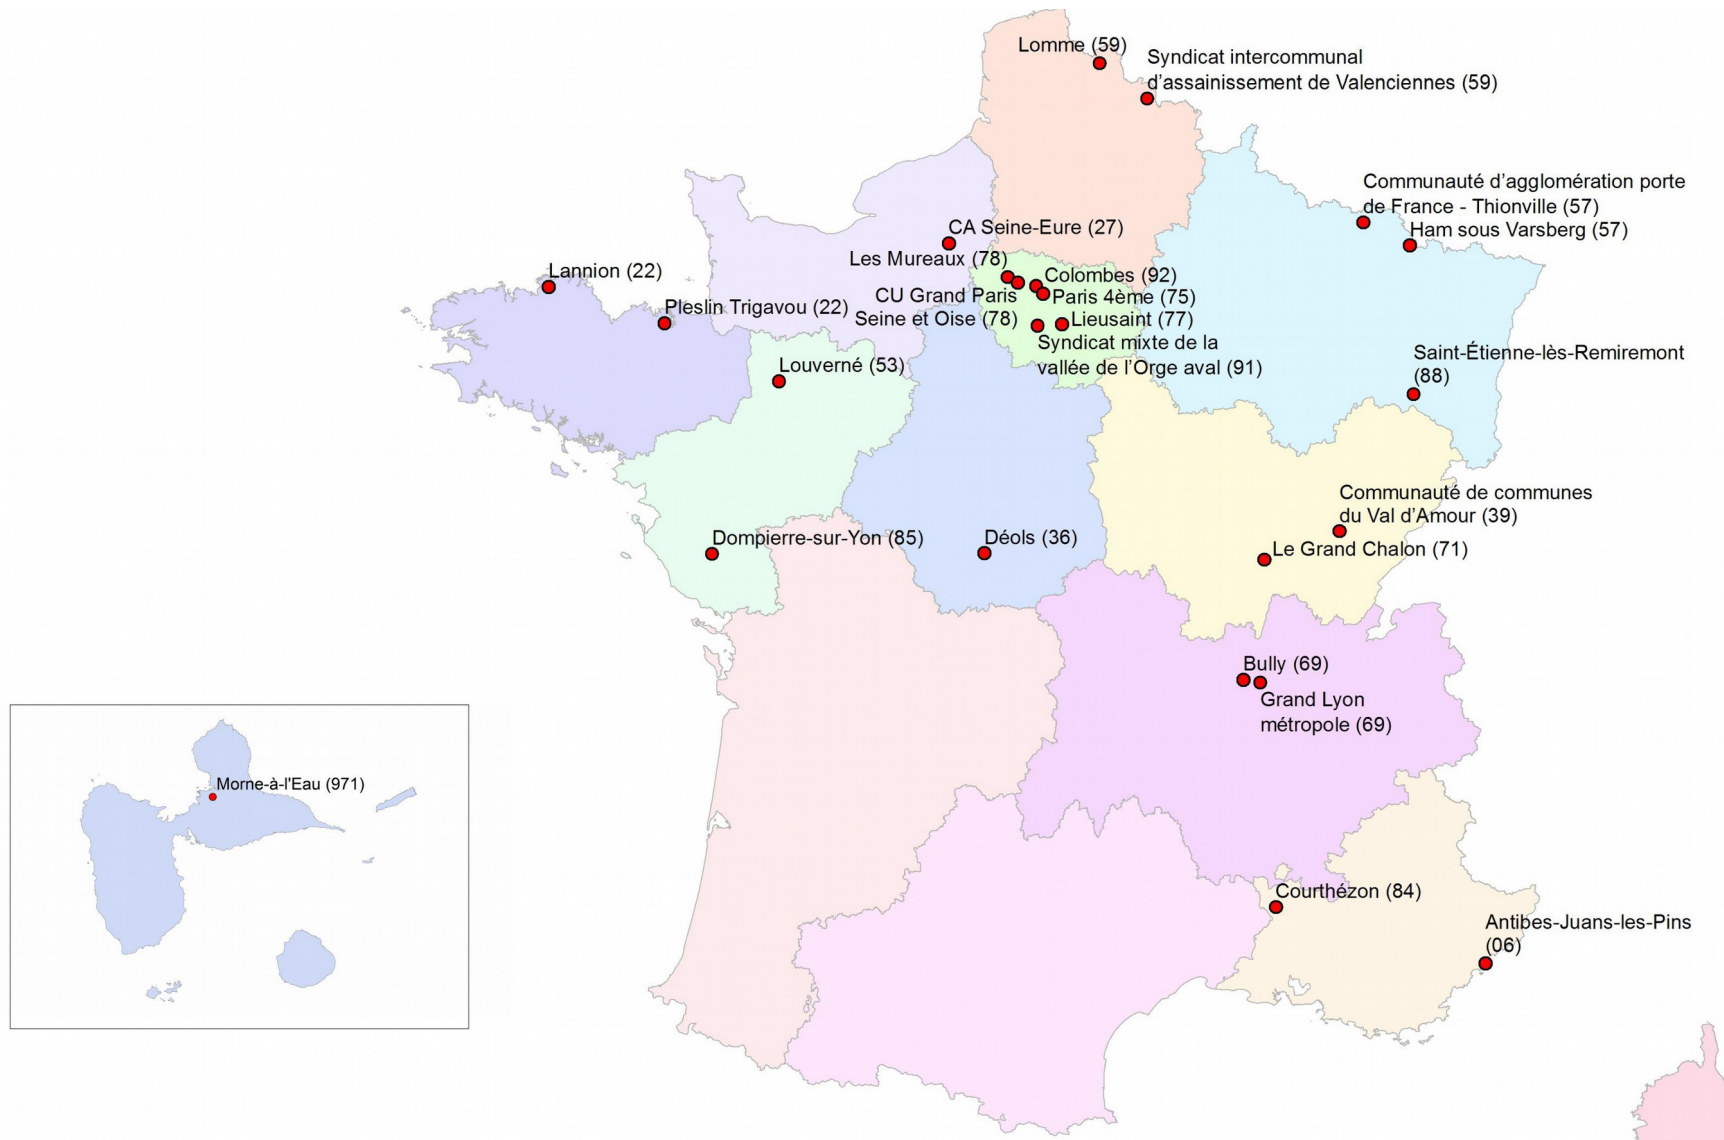 Lomme (59)
Syndicat intercommunal
d’assainissement de Valenciennes (59)
Communauté d’agglomération porte
de France - Thionville (57)
Ham sous Varsberg (57)
CA Seine-Eure (27)
Les Mureaux (78)
Colombes (92)
CU Grand Paris
Seine et Oise (78)
Paris 4ème (75)
Lieusaint (77)
Syndicat mixte de la
vallée de l’Orge aval (91)
Lannion (22)
Pleslin Trigavou (22)
Louverné (53)
Saint-Étienne-lès-Remiremont
(88)
Communauté de communes
du Val d’Amour (39)
Le Grand Chalon (71)
Dompierre-sur-Yon (85)
Déols (36)
Bully (69)
Grand Lyon
métropole (69)
Morne-à-l'Eau (971)
Courthézon (84)
Antibes-Juans-les-Pins
(06)